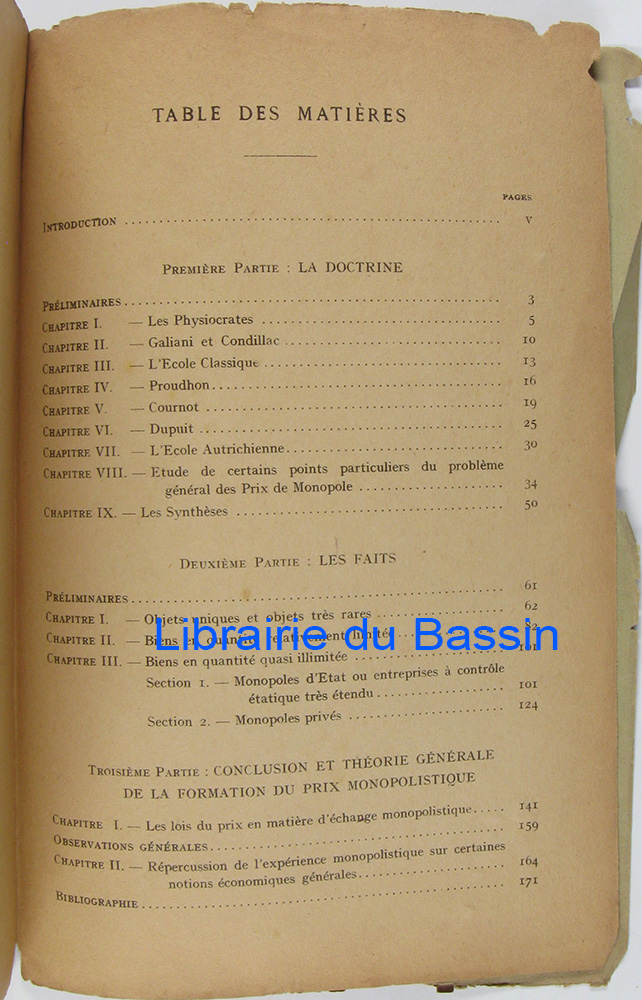 TABLE DES MATIÈRES
PAGES
INTRODUCTION ........ V
PREMIÈRE PARTIE : LA DOCTRINE
PRÉLIMINAIRES ........ 3
CHAPITRE I. — Les Physiocrates ........ 5
CHAPITRE II. — Galiani et Condillac ........ 10
CHAPITRE III. — L'Ecole Classique ........ 13
CHAPITRE IV. — Proudhon ........ 16
CHAPITRE V. — Cournot ........ 19
CHAPITRE VI. — Dupuit ........ 25
CHAPITRE VII. — L'Ecole Autrichienne ........ 30
CHAPITRE VIII. — Etude de certains points particuliers du problème
général des Prix de Monopole ........ 34
CHAPITRE IX. — Les Synthèses ........ 50
DEUXIÈME PARTIE : LES FAITS
PRÉLIMINAIRES ........ 61
CHAPITRE I. — Objets uniques et objets très rares ........ 62
CHAPITRE II. — Biens en quantité relativement limitée ........ 82
Librairie du Bassin
CHAPITRE III. — Biens en quantité quasi illimitée ........ 101
Section 1. — Monopoles d'Etat ou entreprises à contrôle
étatique très étendu ........ 101
Section 2. — Monopoles privés ........ 124
TROISIÈME PARTIE : CONCLUSION ET THÉORIE GÉNÉRALE
DE LA FORMATION DU PRIX MONOPOLISTIQUE
CHAPITRE I. — Les lois du prix en matière d'échange monopolistique ..... 141
OBSERVATIONS GÉNÉRALES ........ 159
CHAPITRE II. — Répercussion de l'expérience monopolistique sur certaines
notions économiques générales ........ 164
BIBLIOGRAPHIE ........ 171